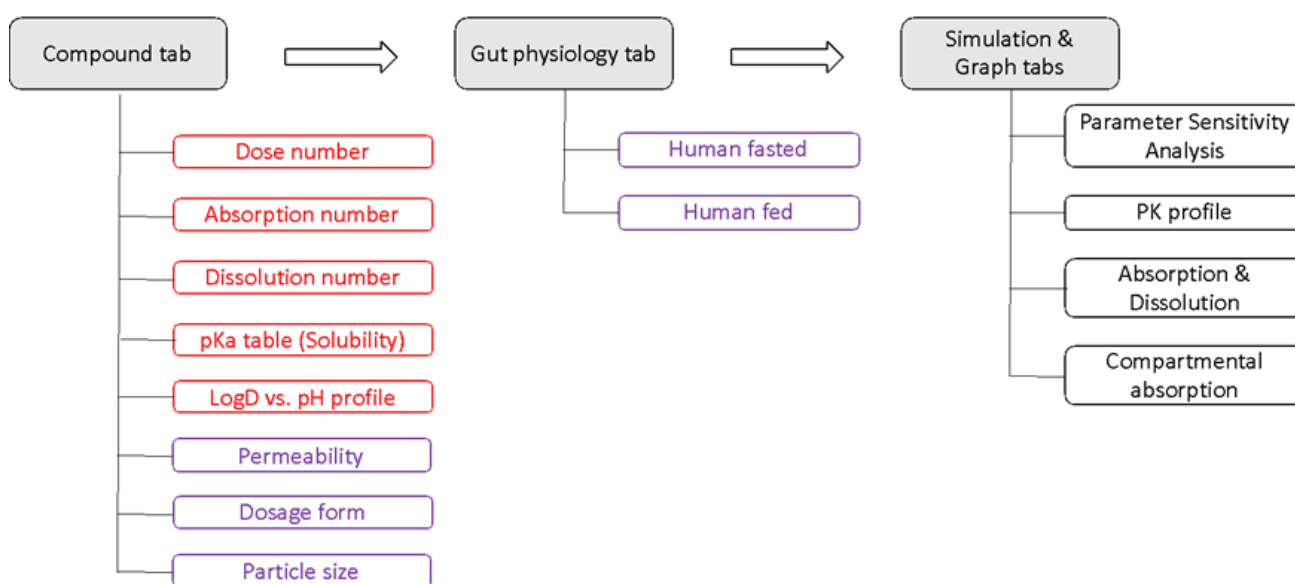 Compound tab
Gut physiology tab
Simulation &
Graph tabs
Dose number
Absorption number
Dissolution number
pKa table (Solubility)
LogD vs. pH profile
Permeability
Dosage form
Particle size
Human fasted
Human fed
Parameter Sensitivity
Analysis
PK profile
Absorption &
Dissolution
Compartmental
absorption